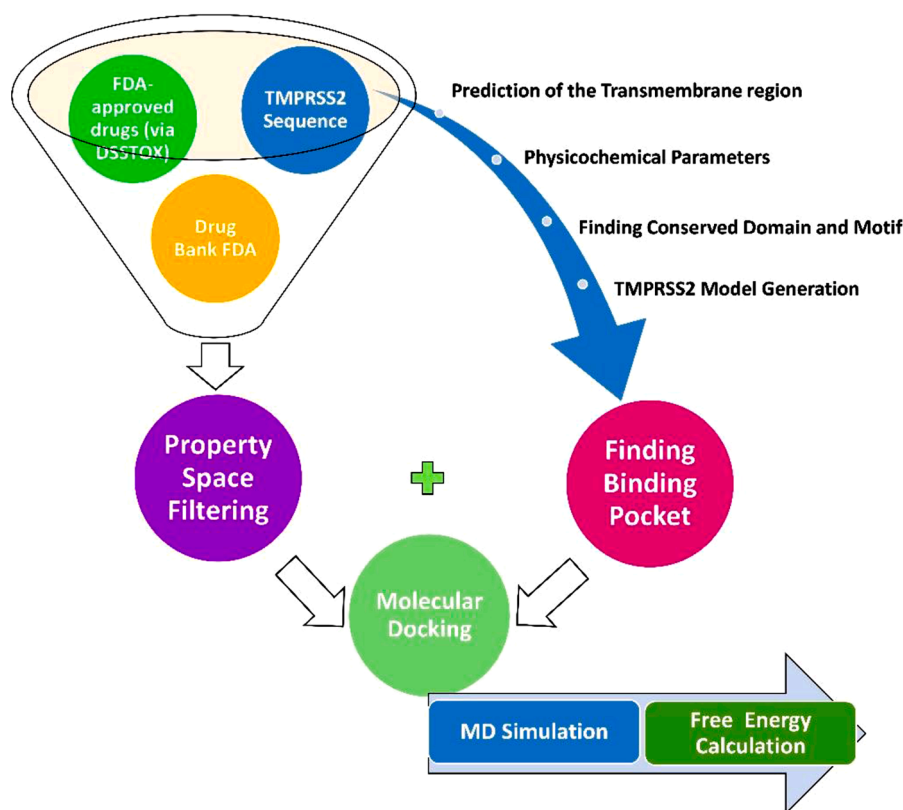 FDA-
approved
drugs (via
DSSTOX)
TMPRSS2
Sequence
Drug
Bank FDA
Prediction of the Transmembrane region
Physicochemical Parameters
Finding Conserved Domain and Motif
TMPRSS2 Model Generation
Property
Space
Filtering
Finding
Binding
Pocket
Molecular
Docking
MD Simulation
Free Energy
Calculation